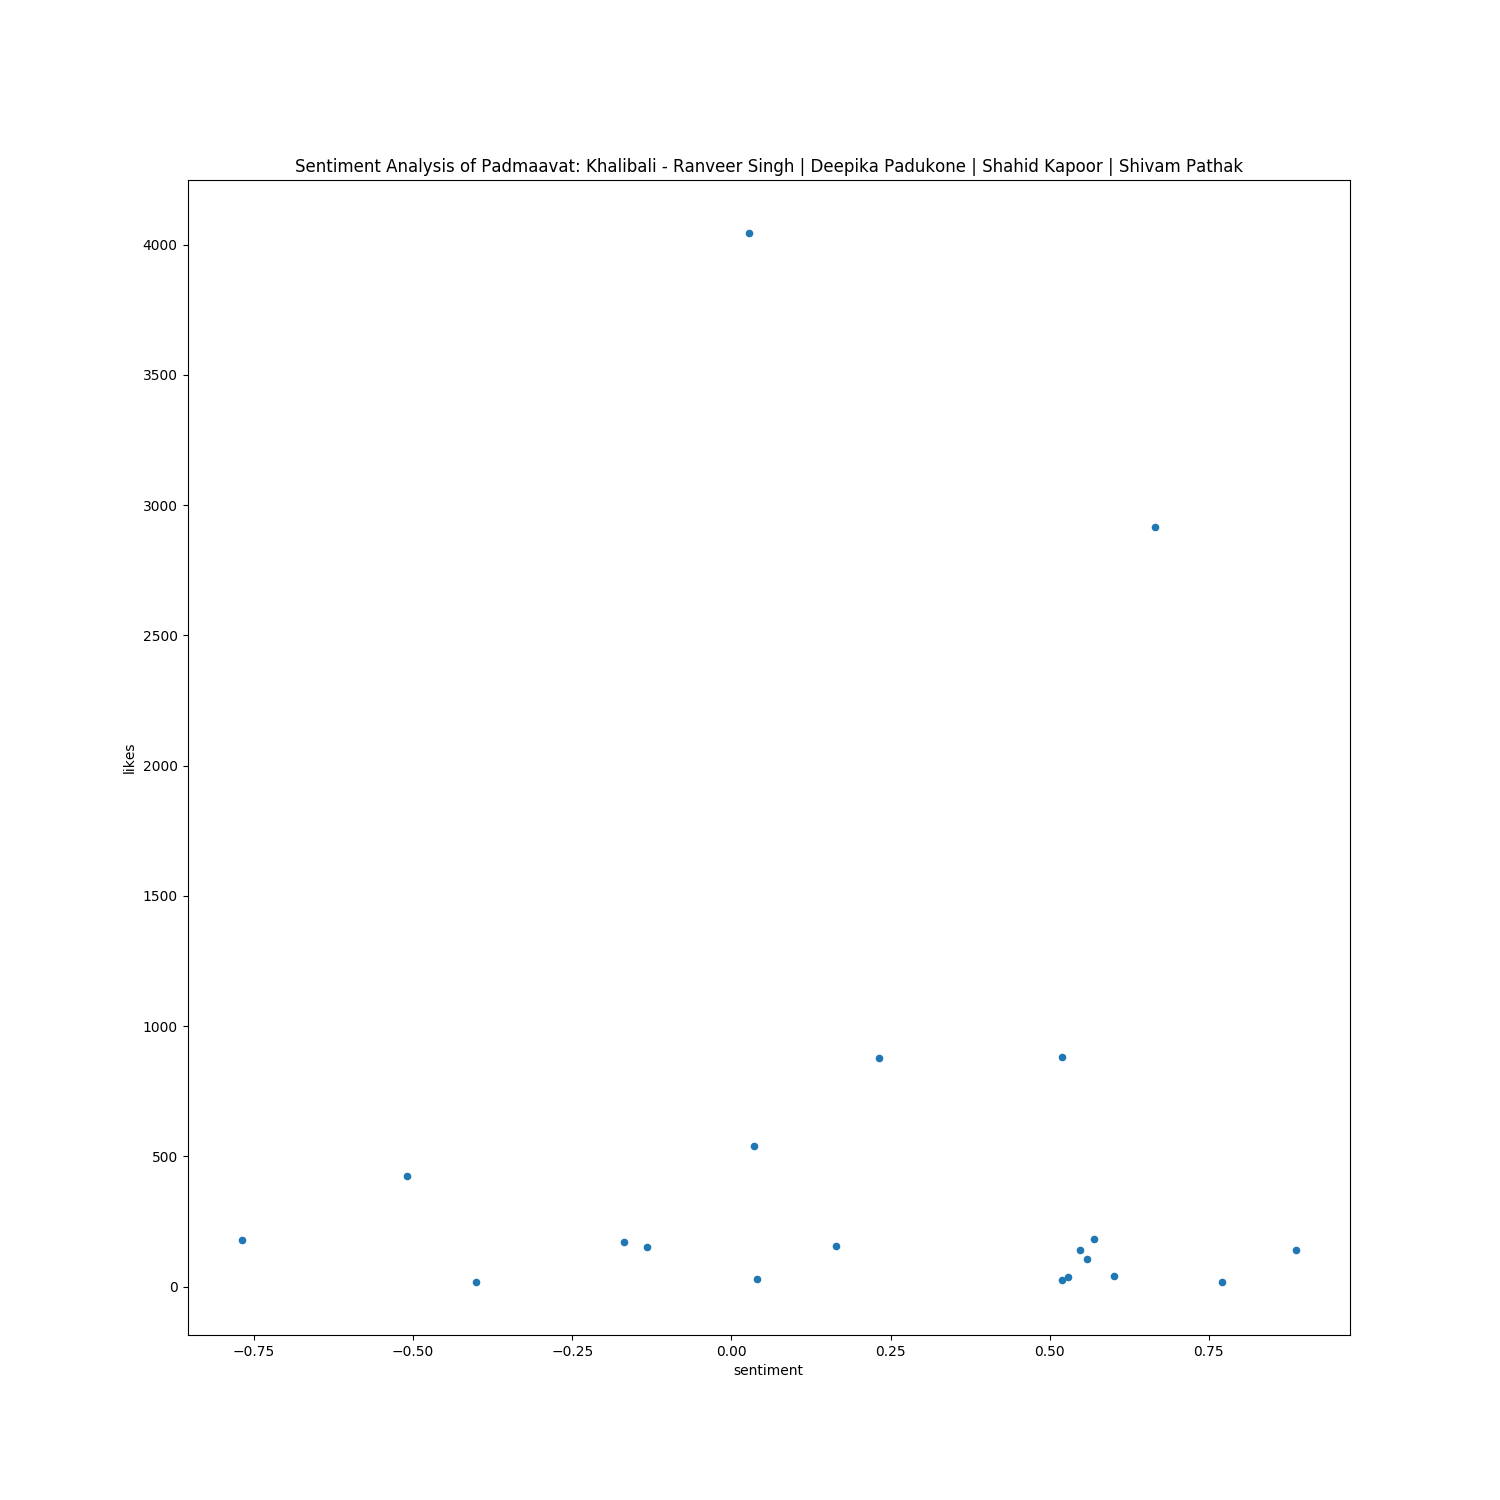 Sentiment Analysis of Padmaavat: Khalibali - Ranveer Singh | Deepika Padukone | Shahid Kapoor | Shivam Pathak
4000
3500
3000
2500
2000
1500
1000
500
0
likes
−0.75 −0.50 −0.25 0.00 0.25 0.50 0.75
sentiment